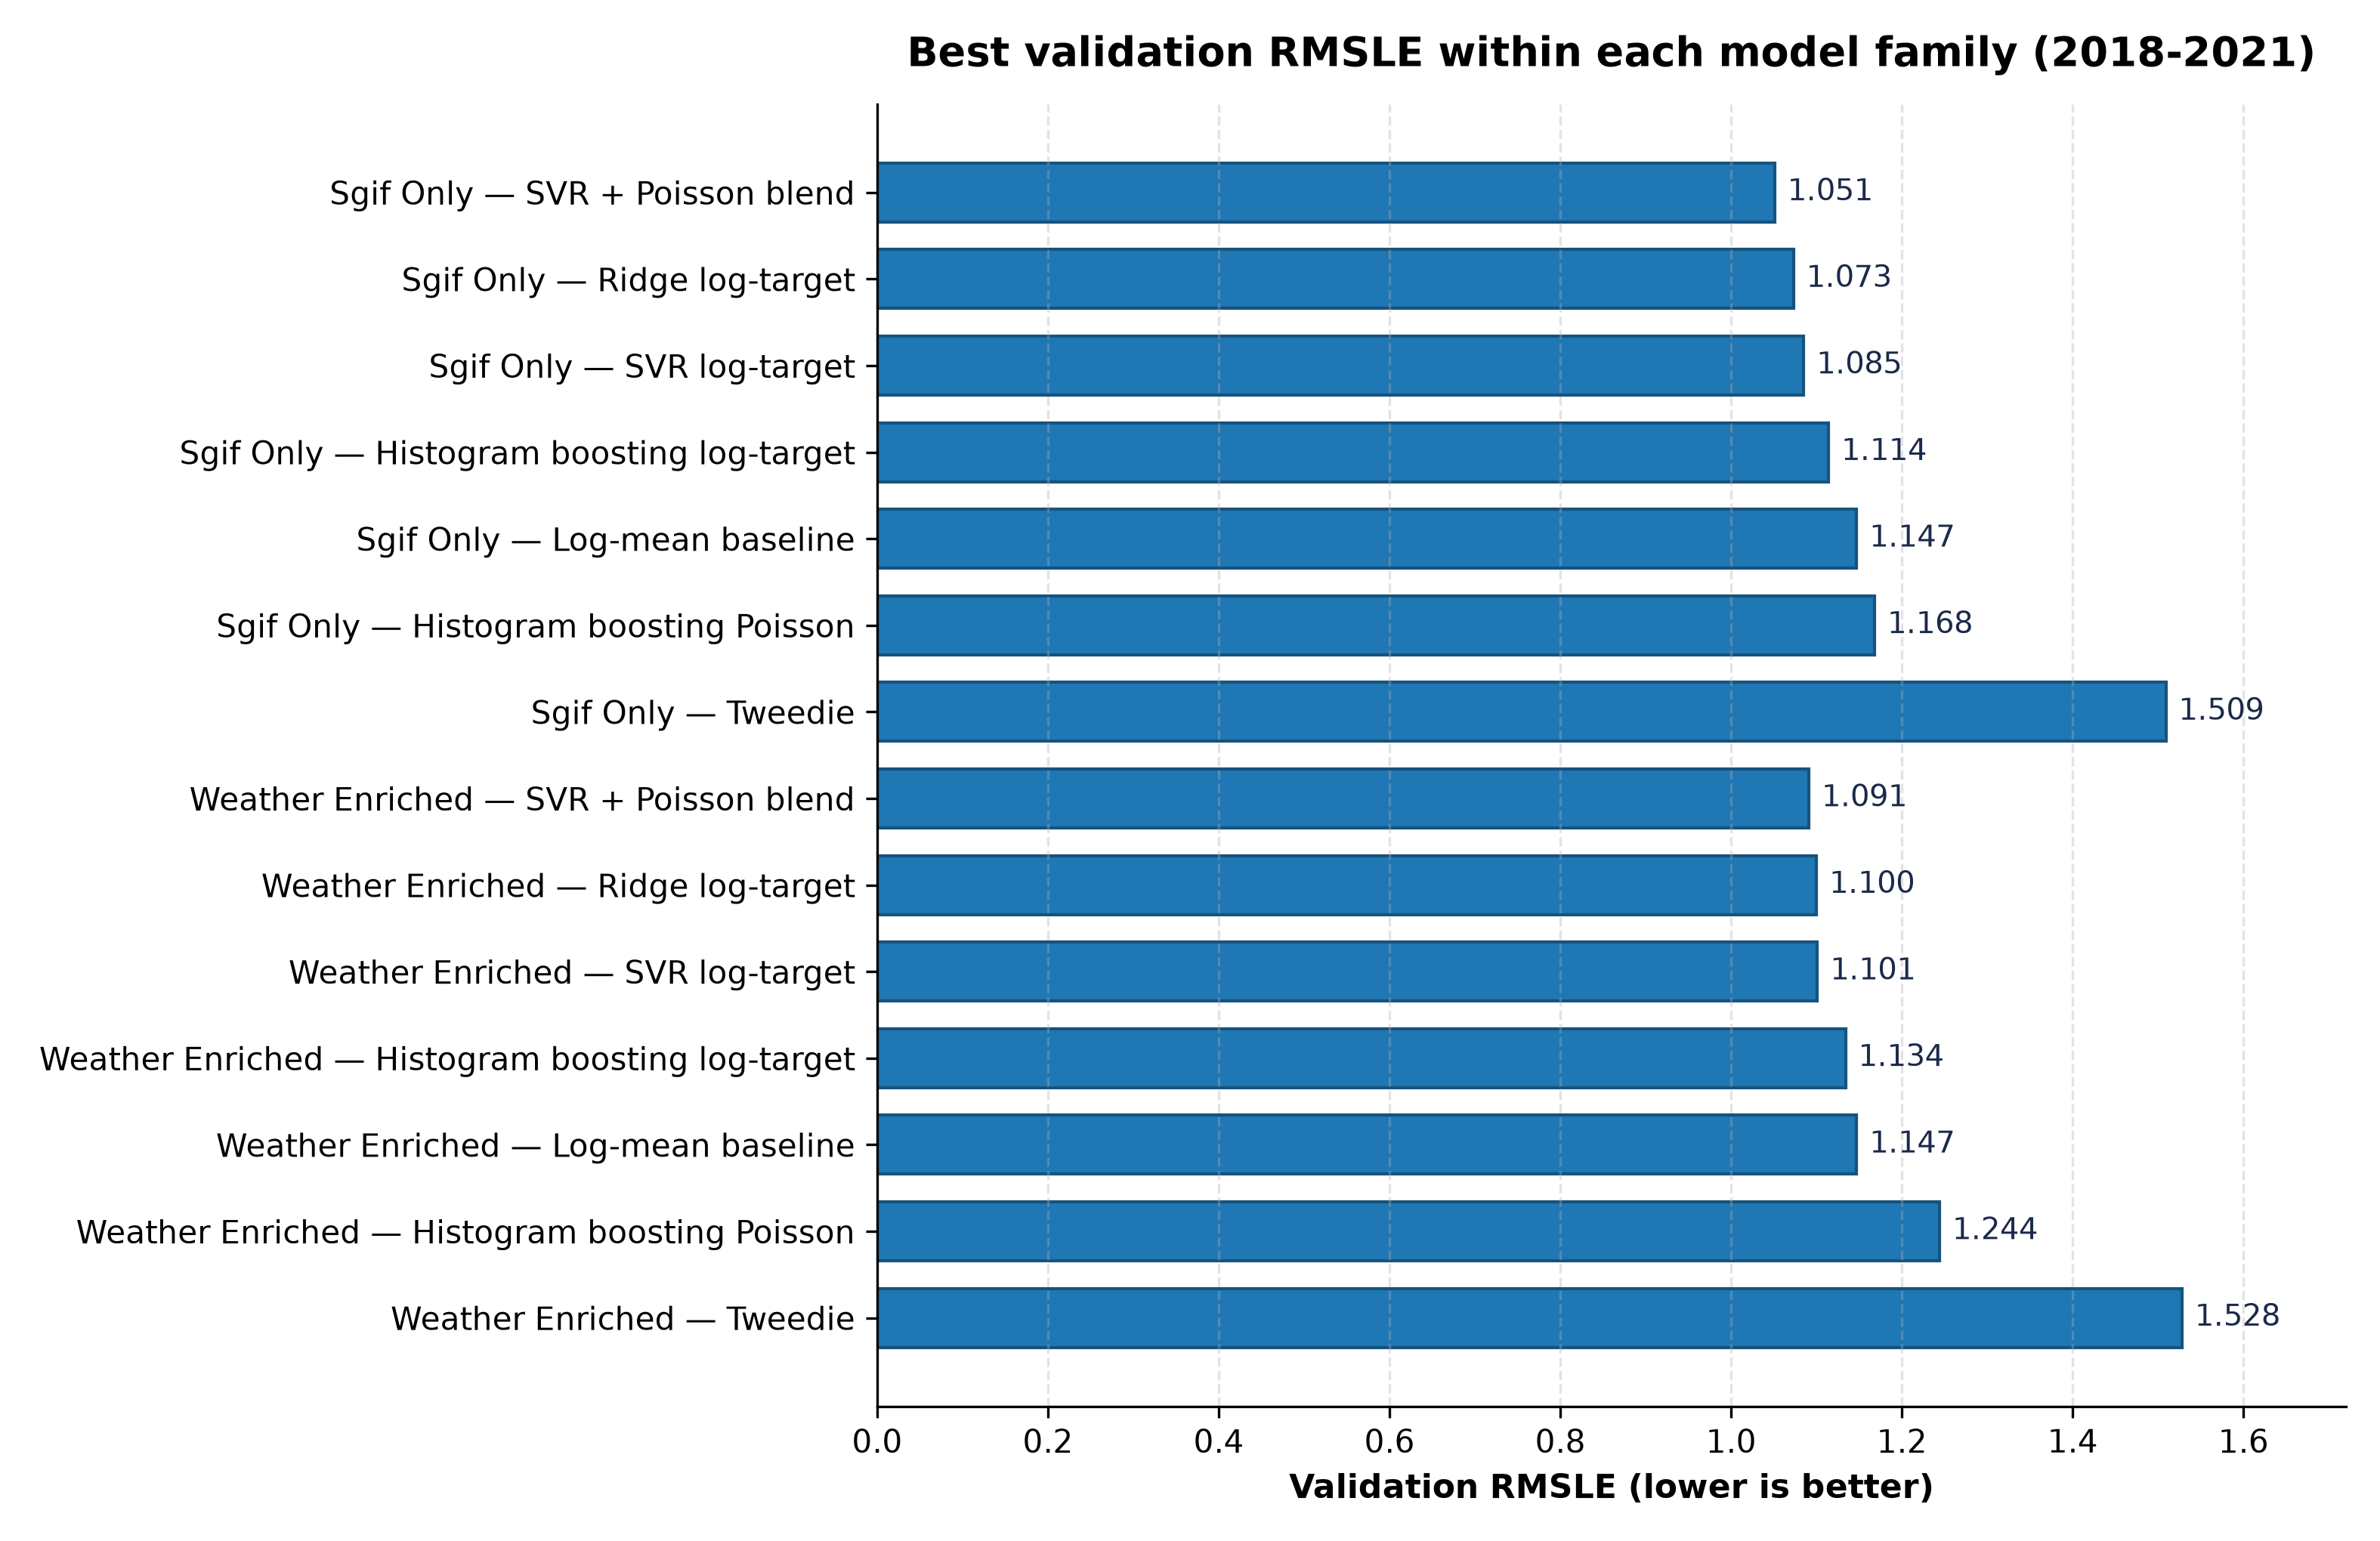 Best validation RMSLE within each model family (2018-2021)
Sgif Only — SVR + Poisson blend 1.051
Sgif Only — Ridge log-target 1.073
Sgif Only — SVR log-target 1.085
Sgif Only — Histogram boosting log-target 1.114
Sgif Only — Log-mean baseline 1.147
Sgif Only — Histogram boosting Poisson 1.168
Sgif Only — Tweedie 1.509
Weather Enriched — SVR + Poisson blend 1.091
Weather Enriched — Ridge log-target 1.100
Weather Enriched — SVR log-target 1.101
Weather Enriched — Histogram boosting log-target 1.134
Weather Enriched — Log-mean baseline 1.147
Weather Enriched — Histogram boosting Poisson 1.244
Weather Enriched — Tweedie 1.528
0.0 0.2 0.4 0.6 0.8 1.0 1.2 1.4 1.6
Validation RMSLE (lower is better)